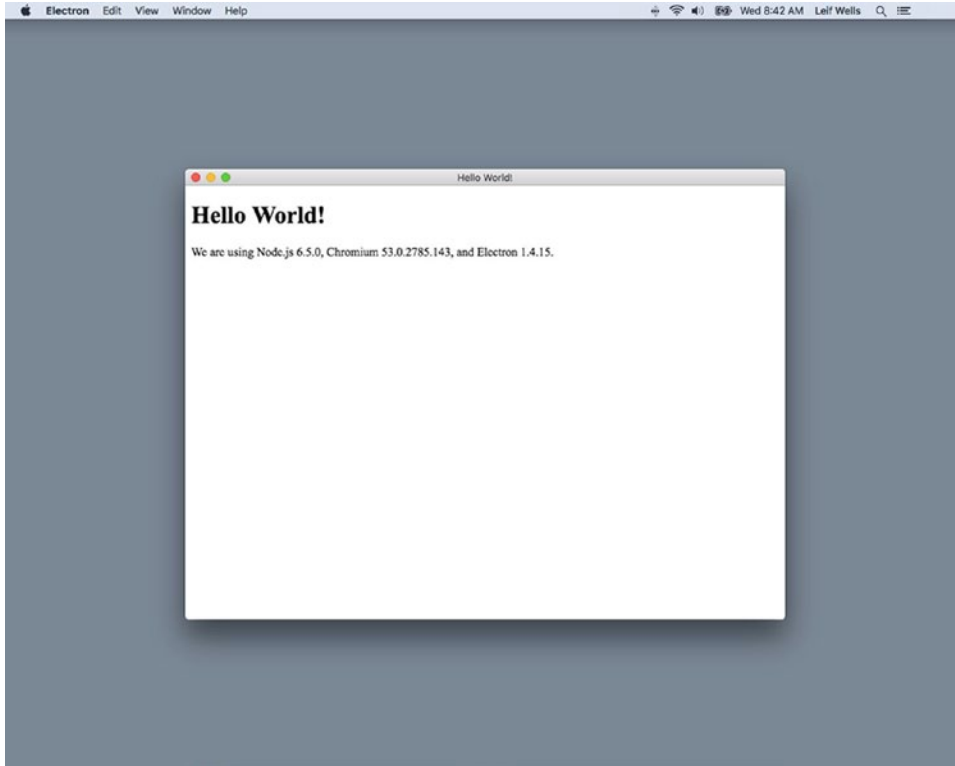 Electron Edit View Window Help Wed 8:42 AM Leif Wells
Hello World!
Hello World!
We are using Node.js 6.5.0, Chromium 53.0.2785.143, and Electron 1.4.15.